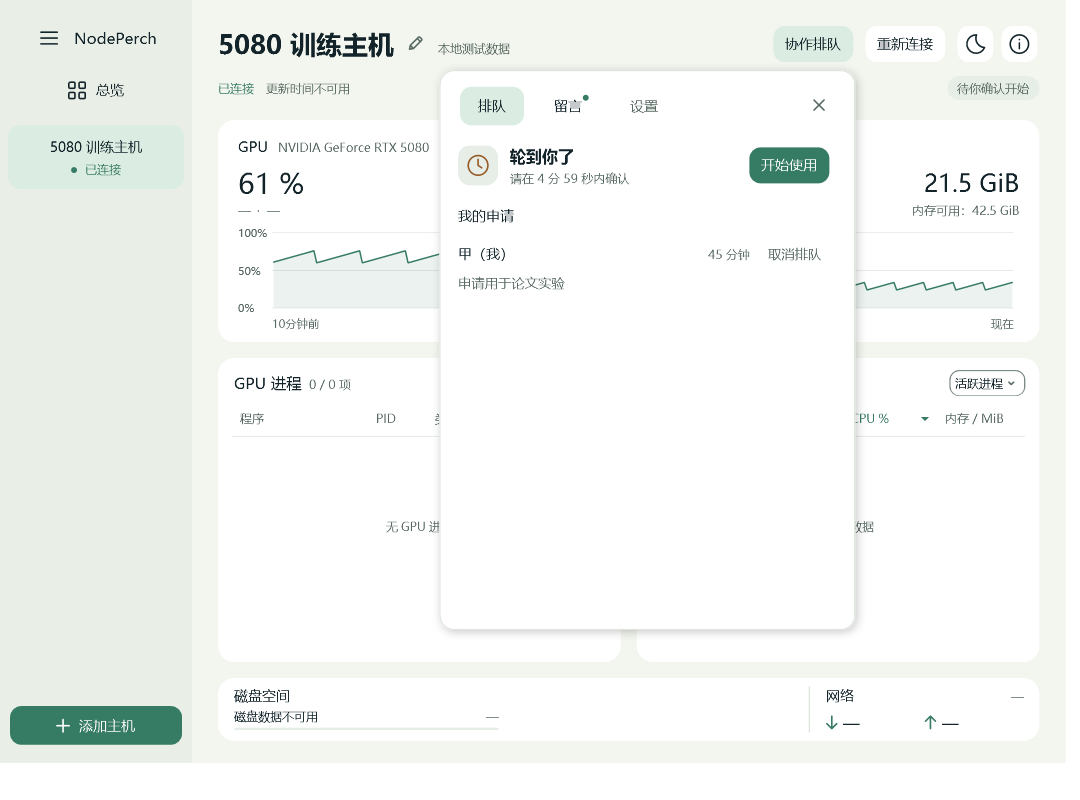 NodePerch
总览
5080 训练主机
已连接
添加主机
5080 训练主机
本地测试数据
协作排队
重新连接
已连接 更新时间不可用
待你确认开始
GPU NVIDIA GeForce RTX 5080
61 %
— · —
100%
50%
0%
10分钟前
21.5 GiB
内存可用：42.5 GiB
现在
排队
留言
设置
轮到你了
请在 4 分 59 秒内确认
开始使用
我的申请
甲（我）
45 分钟
取消排队
申请用于论文实验
GPU 进程 0 / 0 项
程序
PID
无 GPU 进
活跃进程
CPU %
内存 / MiB
数据
磁盘空间
磁盘数据不可用
—
网络
—
↓ —
↑ —